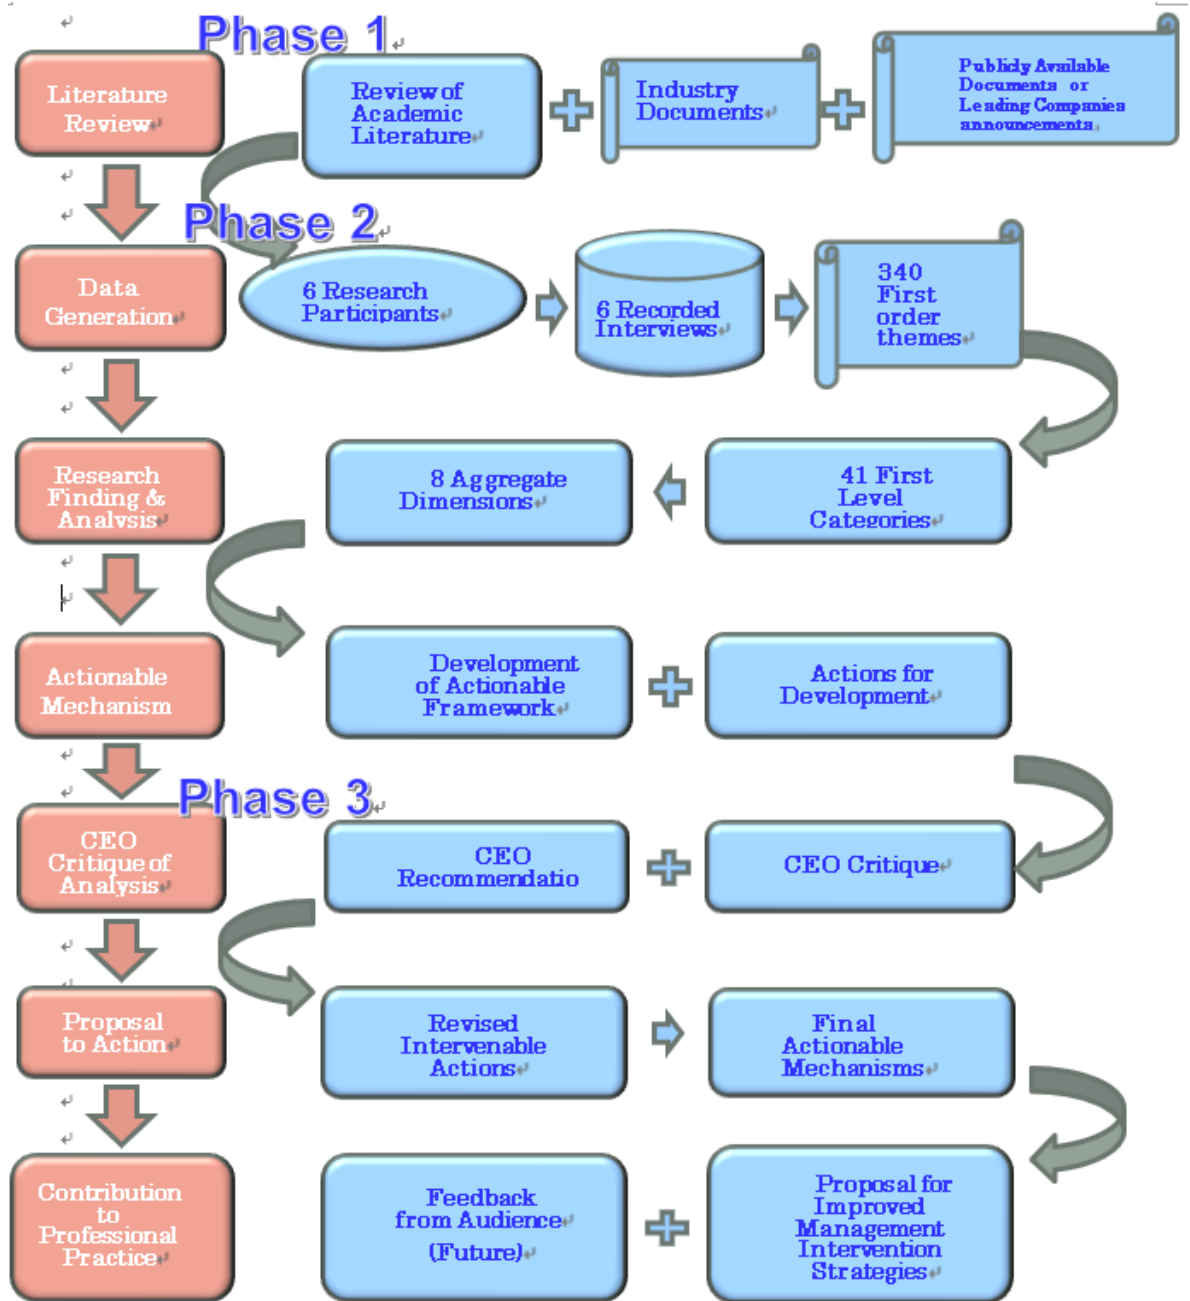 Phase 1
Literature
Review
Review of
Academic
Literature
Industry
Documents
Publicly Available
Documents or
Leading Companies
announcements
Phase 2
Data
Generation
6 Research
Participants
6 Recorded
Interviews
340
First
order
themes
Research
Finding &
Analysis
8 Aggregate
Dimensions
41 First
Level
Categories
Actionable
Mechanism
Development
of Actionable
Framework
Actions for
Development
Phase 3
CEO
Critique of
Analysis
CEO
Recommendatio
CEO Critique
Proposal
to Action
Revised
Intervenable
Actions
Final
Actionable
Mechanisms
Contribution
to
Professional
Practice
Feedback
from Audience
(Future)
Proposal for
Improved
Management
Intervention
Strategies